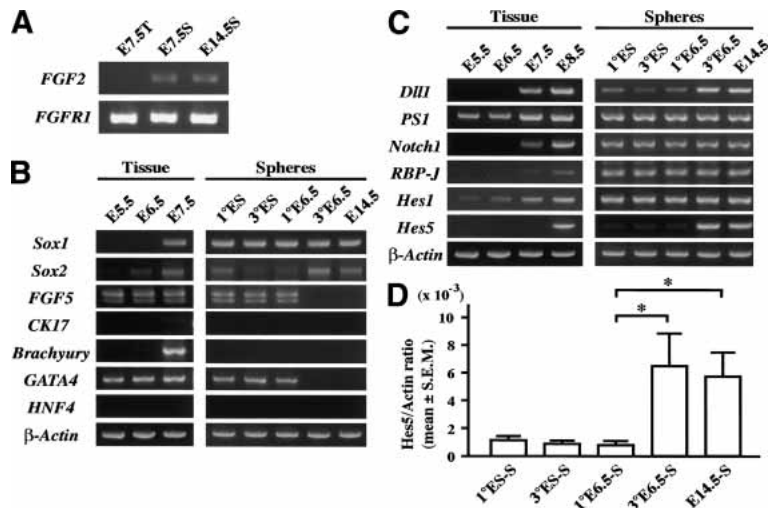 A
E7.5T E7.5S E14.5S
FGF2
FGFR1
B
Tissue Spheres
E5.5 E6.5 E7.5 1°ES 3°ES 1°E6.5 3°E6.5 E14.5
Sox1
Sox2
FGF5
CK17
Brachyury
GATA4
HNF4
β-Actin
C
Tissue Spheres
E5.5 E6.5 E7.5 E8.5 1°ES 3°ES 1°E6.5 3°E6.5 E14.5
Dll1
PS1
Notch1
RBP-J
Hes1
Hes5
β-Actin
D
(x 10⁻³)
10
8
6
4
2
0
Hes5/Actin ratio
(mean ± S.E.M.)
* *
1°ES-S 3°ES-S 1°E6.5-S 3°E6.5-S E14.5-S